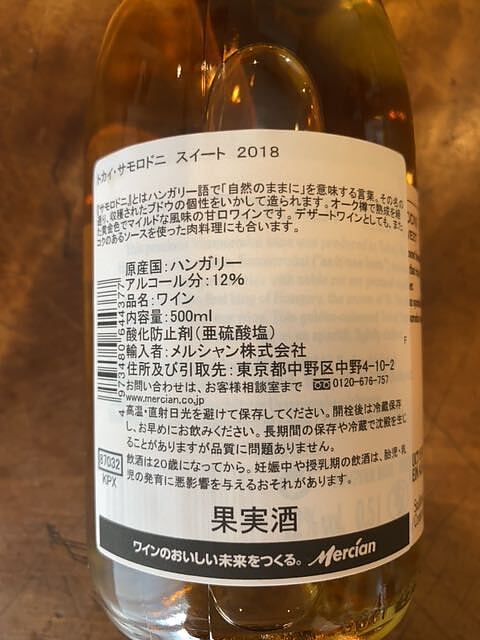 トカイ・サモロドニ スイート 2018
『サモロドニ』とはハンガリー語で「自然のままに」を意味する言葉。その名の
通り、収穫されたブドウの個性をいかして造られます。オーク樽で熟成を経
た黄金色でマイルドな風味の甘口ワインです。デザートワインとしても、また
コクのあるソースを使った肉料理にも合います。
原産国：ハンガリー
アルコール分：12%
品名：ワイン
内容量：500ml
酸化防止剤（亜硫酸塩）
輸入者：メルシャン株式会社
住所及び引取先：東京都中野区中野4-10-2
お問い合わせは、お客様相談室まで 0120-676-757
www.mercian.co.jp
高温・直射日光を避けて保存してください。開栓後は冷蔵保存
し、お早めにお飲みください。長期間の保存や冷蔵で沈殿を生じ
ることがありますが品質に問題ありません。
飲酒は20歳になってから。妊娠中や授乳期の飲酒は、胎児・乳
児の発育に悪影響を与えるおそれがあります。
4 973480 644377
87032
KPX
果実酒
ワインのおいしい未来をつくる。 Mercian